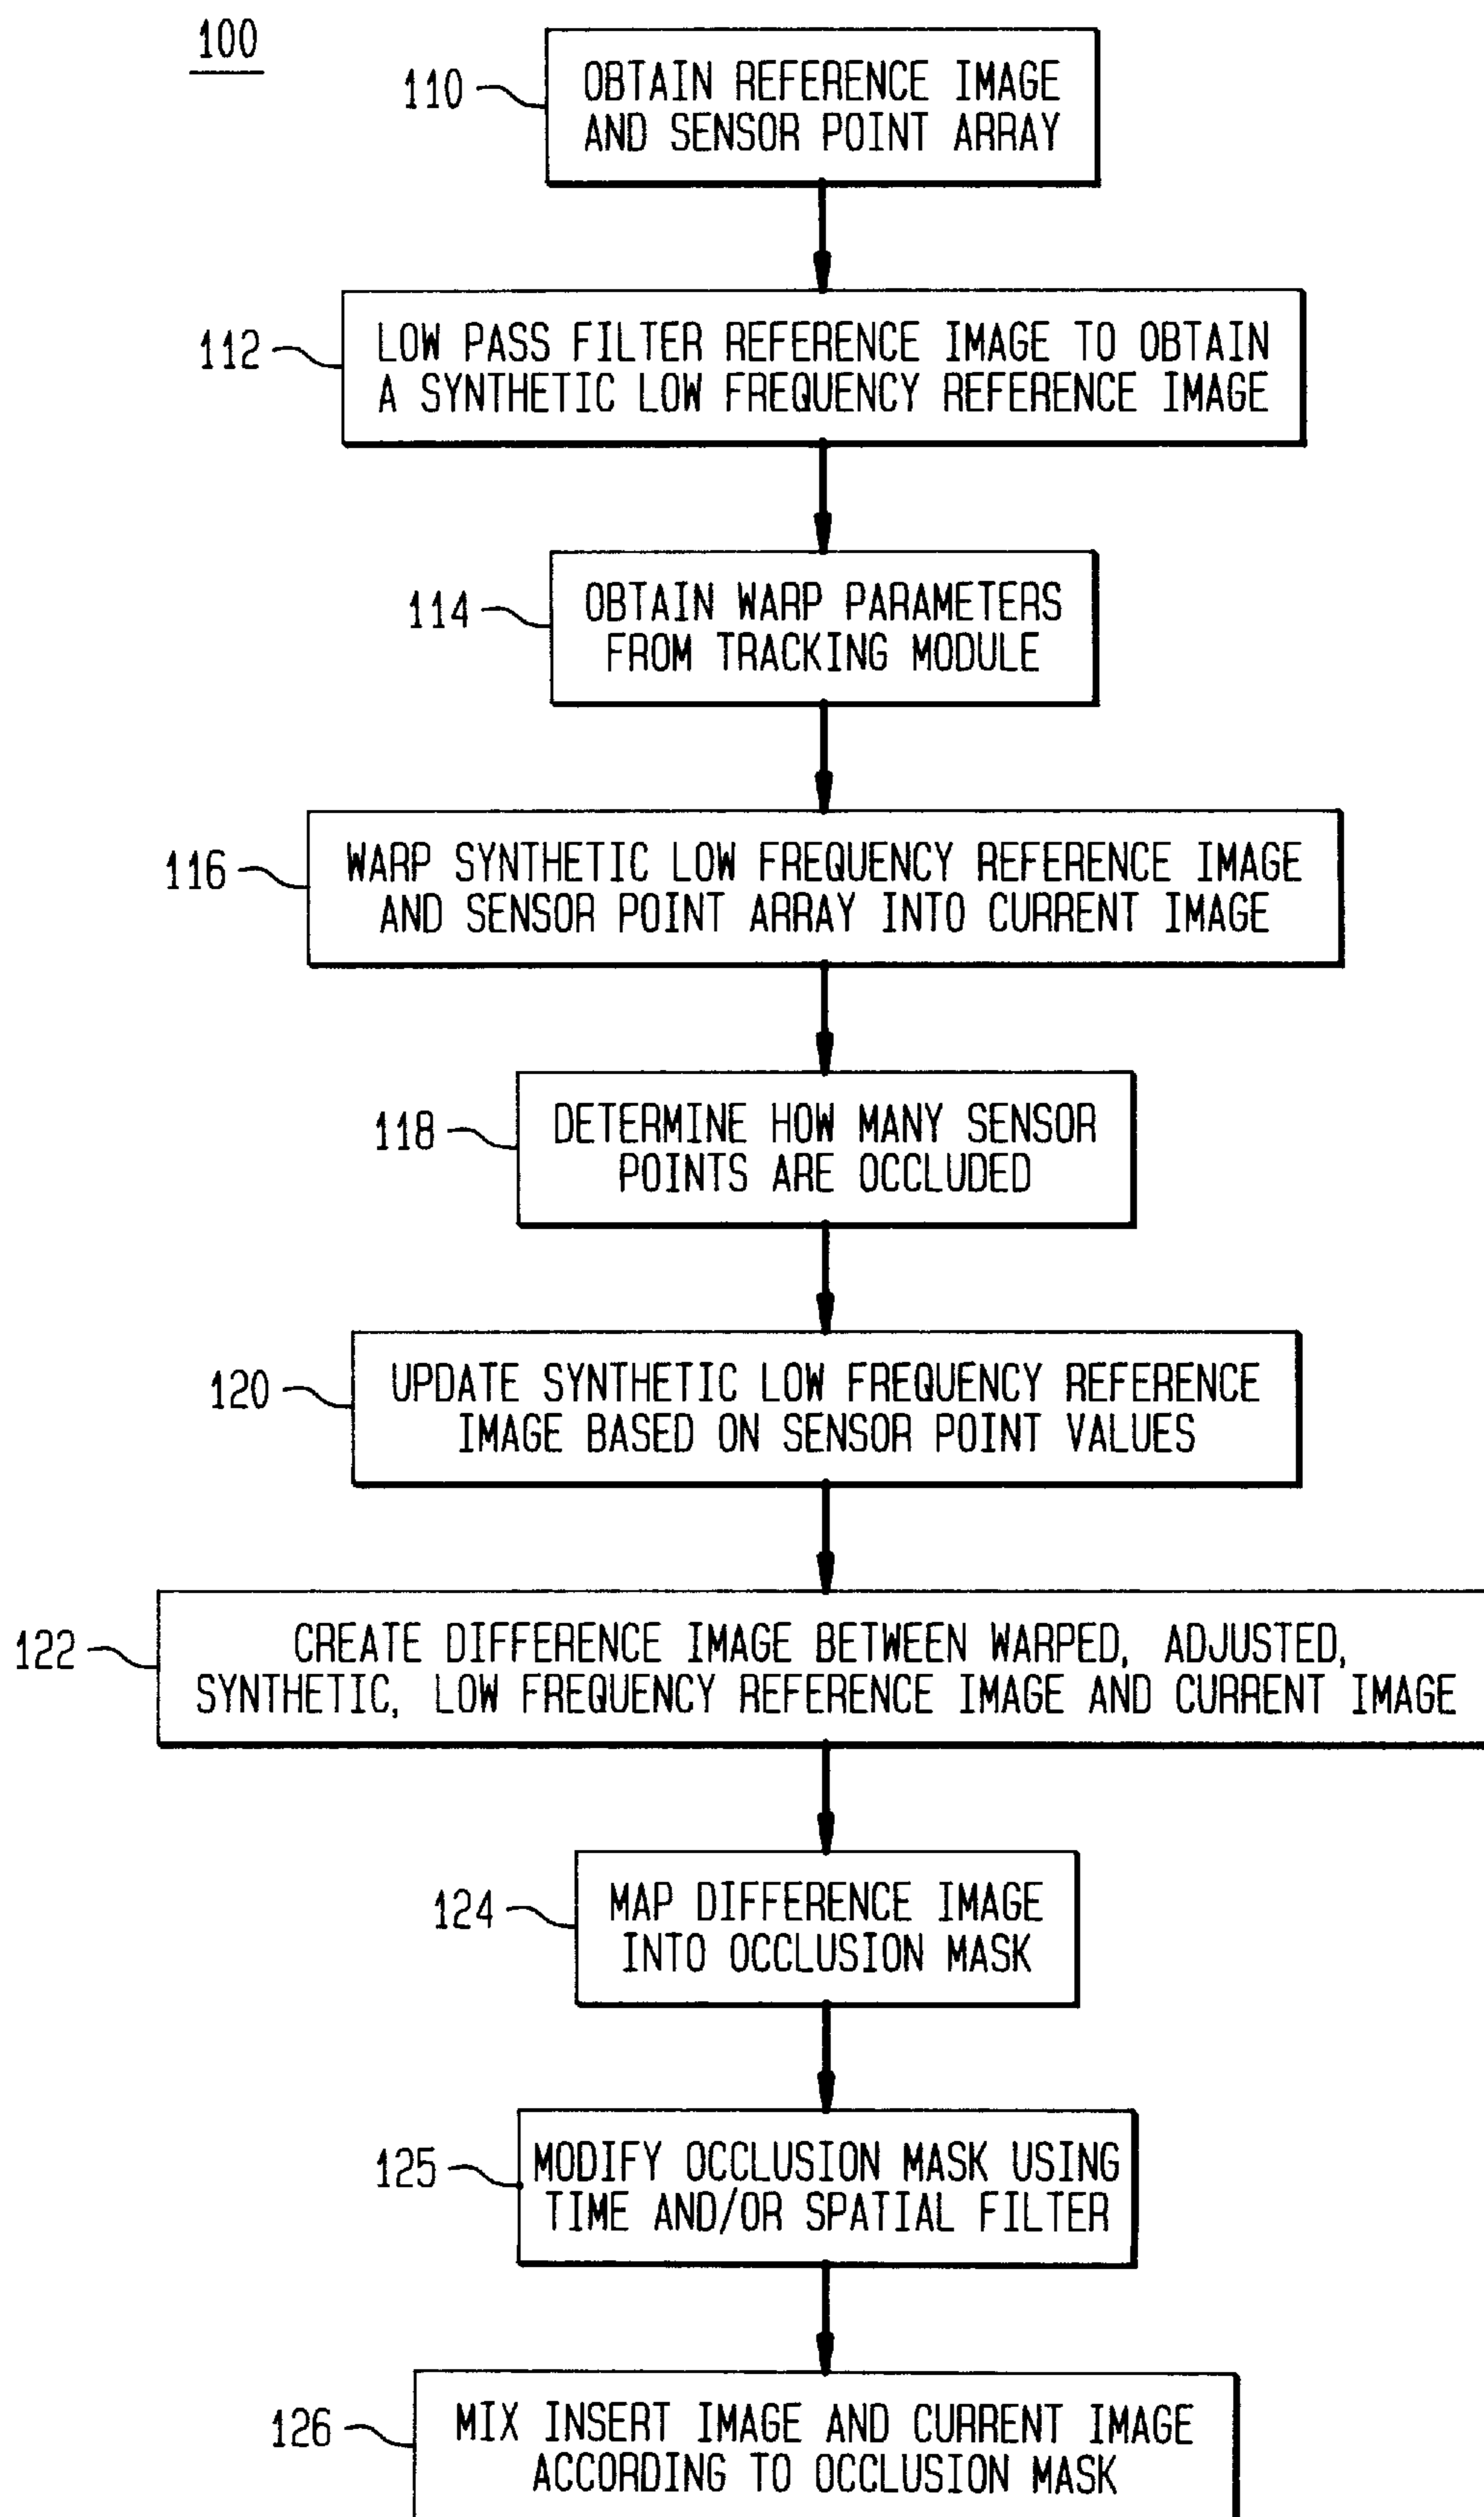 100
110
OBTAIN REFERENCE IMAGE
AND SENSOR POINT ARRAY
112
LOW PASS FILTER REFERENCE IMAGE TO OBTAIN
A SYNTHETIC LOW FREQUENCY REFERENCE IMAGE
114
OBTAIN WARP PARAMETERS
FROM TRACKING MODULE
116
WARP SYNTHETIC LOW FREQUENCY REFERENCE IMAGE
AND SENSOR POINT ARRAY INTO CURRENT IMAGE
118
DETERMINE HOW MANY SENSOR
POINTS ARE OCCLUDED
120
UPDATE SYNTHETIC LOW FREQUENCY REFERENCE
IMAGE BASED ON SENSOR POINT VALUES
122
CREATE DIFFERENCE IMAGE BETWEEN WARPED, ADJUSTED,
SYNTHETIC, LOW FREQUENCY REFERENCE IMAGE AND CURRENT IMAGE
124
MAP DIFFERENCE IMAGE
INTO OCCLUSION MASK
125
MODIFY OCCLUSION MASK USING
TIME AND/OR SPATIAL FILTER
126
MIX INSERT IMAGE AND CURRENT IMAGE
ACCORDING TO OCCLUSION MASK